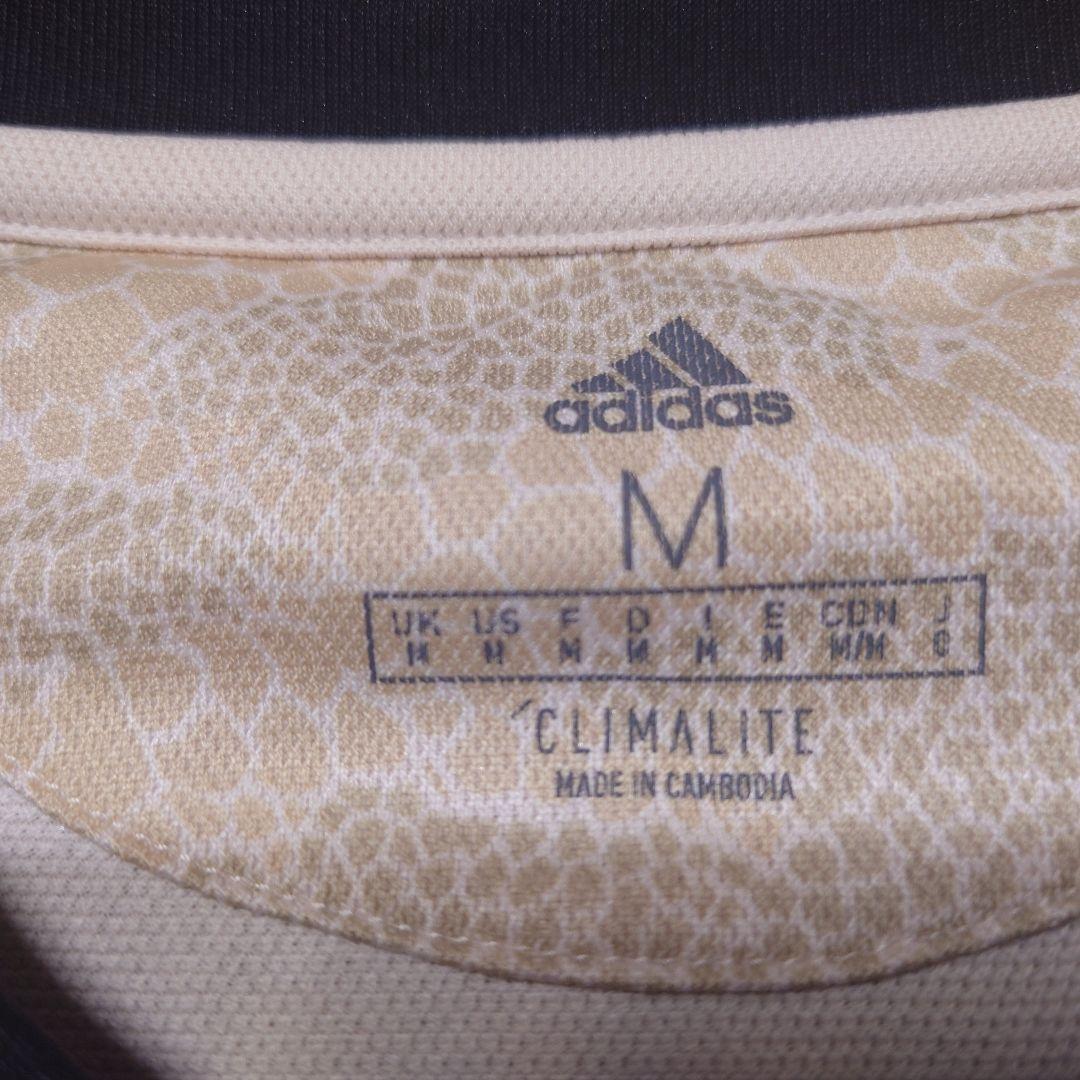 adidas
M
UK US F D I E CDN J
M M M M M M M/M O
CLIMALITE
MADE IN CAMBODIA